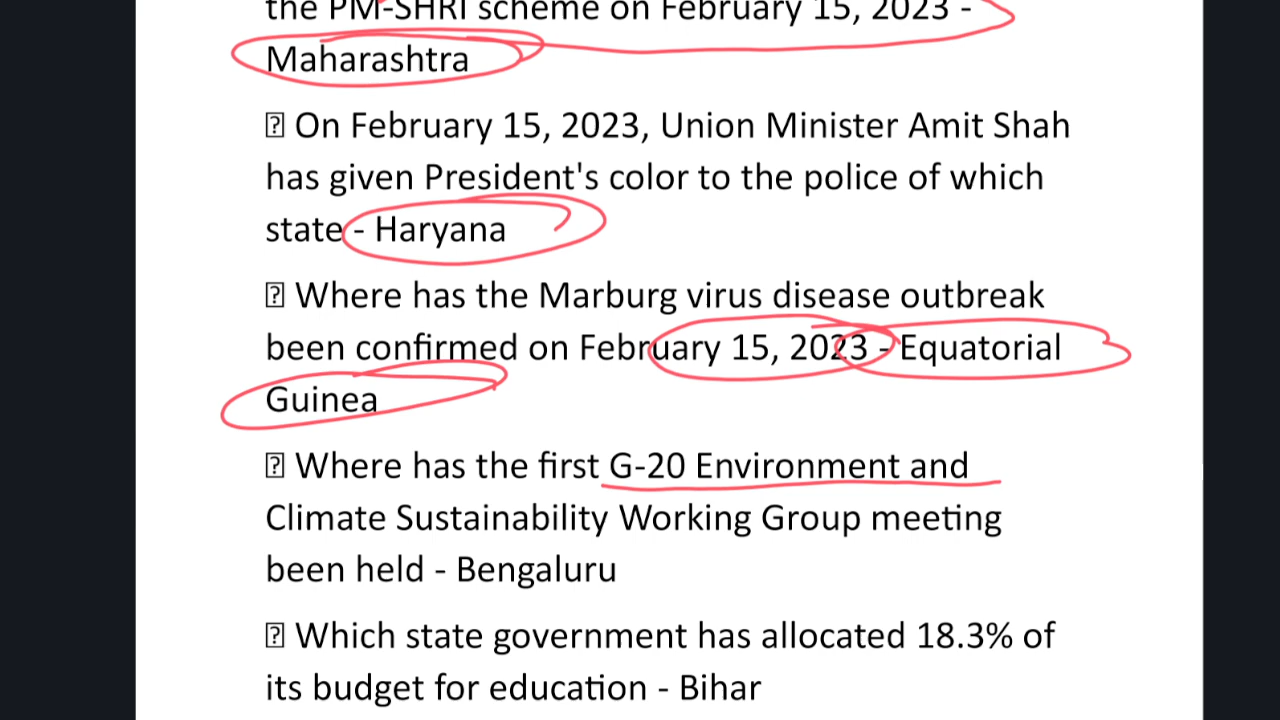 the PM-SHRI scheme on February 15, 2023 -
Maharashtra
⍰ On February 15, 2023, Union Minister Amit Shah
has given President's color to the police of which
state - Haryana
⍰ Where has the Marburg virus disease outbreak
been confirmed on February 15, 2023 - Equatorial
Guinea
⍰ Where has the first G-20 Environment and
Climate Sustainability Working Group meeting
been held - Bengaluru
⍰ Which state government has allocated 18.3% of
its budget for education - Bihar